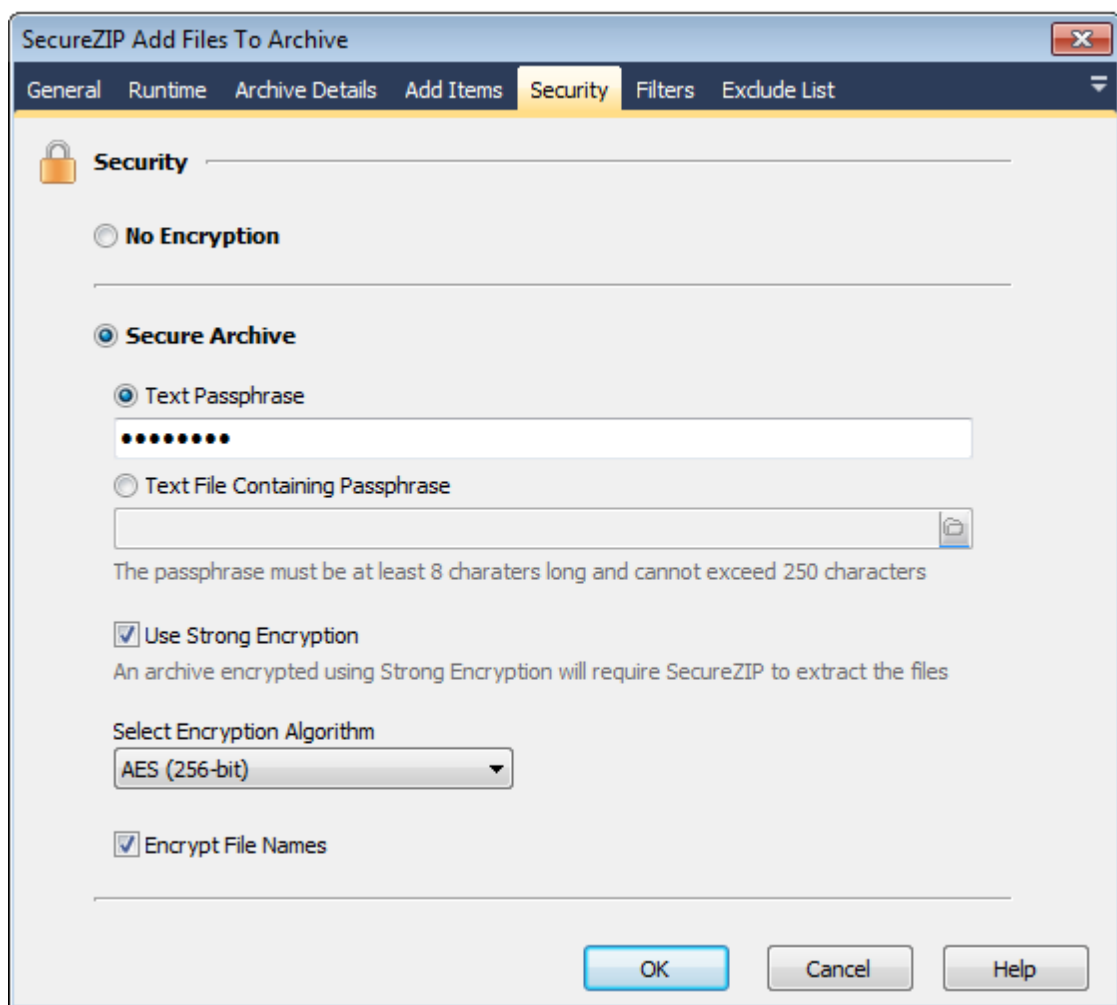 SecureZIP Add Files To Archive
General Runtime Archive Details Add Items Security Filters Exclude List
Security
No Encryption
Secure Archive
Text Passphrase
••••••••
Text File Containing Passphrase
The passphrase must be at least 8 charaters long and cannot exceed 250 characters
Use Strong Encryption
An archive encrypted using Strong Encryption will require SecureZIP to extract the files
Select Encryption Algorithm
AES (256-bit)
Encrypt File Names
OK Cancel Help